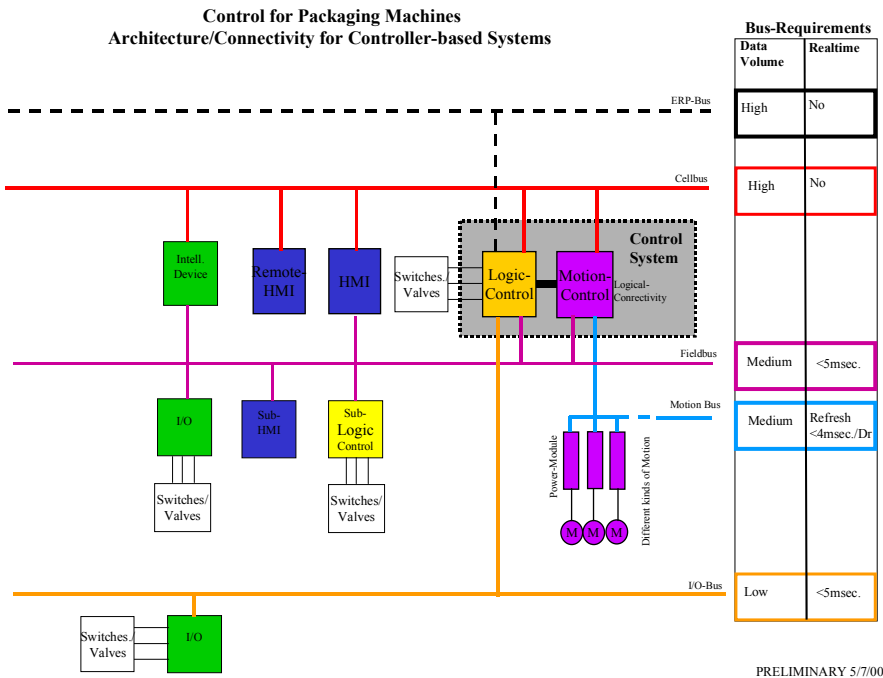 Control for Packaging Machines
Architecture/Connectivity for Controller-based Systems
Bus-Requirements
Data
Volume
Realtime
ERP-Bus
High
No
Cellbus
High
No
Intell.
Device
Remote-
HMI
HMI
Switches./
Valves
Logic-
Control
Motion-
Control
Control
System
Logical-
Connectivity
Fieldbus
Medium
<5msec.
I/O
Sub-
HMI
Sub-
Logic
Control
Motion Bus
Medium
Refresh
<4msec./Dr
Switches/
Valves
Switches/
Valves
Power-Module
Different kinds of Motion
M
M
M
I/O-Bus
Low
<5msec.
Switches./
Valves
I/O
PRELIMINARY 5/7/00